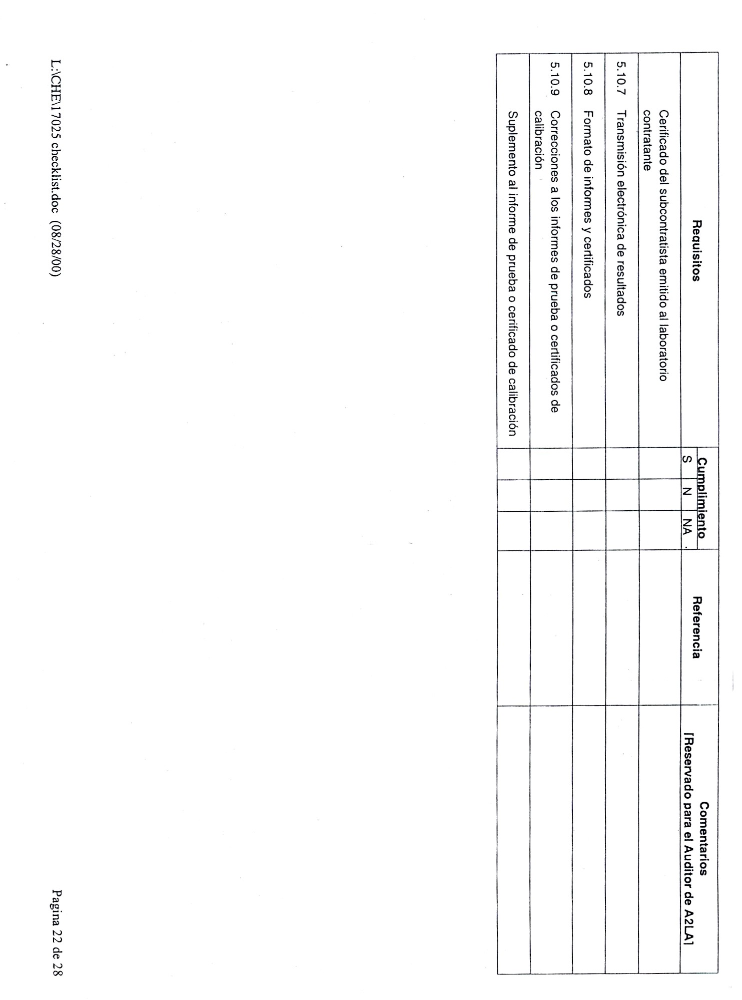 Requisitos
Cumplimiento
Referencia
Comentarios
[Reservado para el Auditor de A2LA]
S
N
NA
Cerificado del subcontratista emitido al laboratorio
contratante
5.10.7 Transmisión electrónica de resultados
5.10.8 Formato de informes y certificados
5.10.9 Correcciones a los informes de prueba o certificados de
calibración
Suplemento al informe de prueba o cerificado de calibración
L:\CHE\17025 checklist.doc (08/28/00)
Pagina 22 de 28